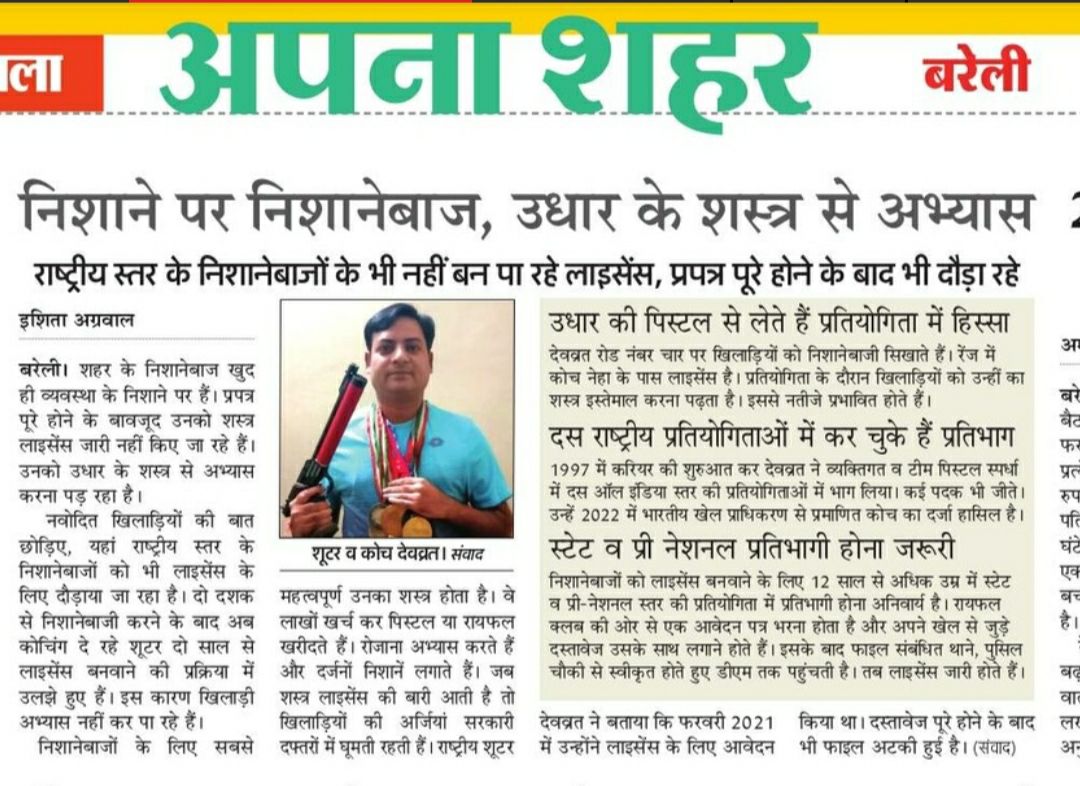 ला
अपना शहर
बरेली
निशाने पर निशानेबाज, उधार के शस्त्र से अभ्यास
राष्ट्रीय स्तर के निशानेबाजों के भी नहीं बन पा रहे लाइसेंस, प्रपत्र पूरे होने के बाद भी दौड़ा रहे
इशिता अग्रवाल
बरेली। शहर के निशानेबाज खुद
ही व्यवस्था के निशाने पर हैं। प्रपत्र
पूरे होने के बावजूद उनको शस्त्र
लाइसेंस जारी नहीं किए जा रहे हैं।
उनको उधार के शस्त्र से अभ्यास
करना पड़ रहा है।
नवोदित खिलाड़ियों की बात
छोड़िए, यहां राष्ट्रीय स्तर के
निशानेबाजों को भी लाइसेंस के
लिए दौड़ाया जा रहा है। दो दशक
से निशानेबाजी करने के बाद अब
कोचिंग दे रहे शूटर दो साल से
लाइसेंस बनवाने की प्रक्रिया में
उलझे हुए हैं। इस कारण खिलाड़ी
अभ्यास नहीं कर पा रहे हैं।
निशानेबाजों के लिए सबसे
शूटर व कोच देवब्रत। संवाद
महत्वपूर्ण उनका शस्त्र होता है। वे
लाखों खर्च कर पिस्टल या रायफल
खरीदते हैं। रोजाना अभ्यास करते हैं
और दर्जनों निशानें लगाते हैं। जब
शस्त्र लाइसेंस की बारी आती है तो
खिलाड़ियों की अर्जियां सरकारी
दफ्तरों में घूमती रहती हैं। राष्ट्रीय शूटर
उधार की पिस्टल से लेते हैं प्रतियोगिता में हिस्सा
देवब्रत रोड नंबर चार पर खिलाड़ियों को निशानेबाजी सिखाते हैं। रेंज में
कोच नेहा के पास लाइसेंस है। प्रतियोगिता के दौरान खिलाड़ियों को उन्हीं का
शस्त्र इस्तेमाल करना पढ़ता है। इससे नतीजे प्रभावित होते हैं।
दस राष्ट्रीय प्रतियोगिताओं में कर चुके हैं प्रतिभाग
1997 में करियर की शुरुआत कर देवब्रत ने व्यक्तिगत व टीम पिस्टल स्पर्धा
में दस ऑल इंडिया स्तर की प्रतियोगिताओं में भाग लिया। कई पदक भी जीते।
उन्हें 2022 में भारतीय खेल प्राधिकरण से प्रमाणित कोच का दर्जा हासिल है।
स्टेट व प्री नेशनल प्रतिभागी होना जरूरी
निशानेबाजों को लाइसेंस बनवाने के लिए 12 साल से अधिक उम्र में स्टेट
व प्री-नेशनल स्तर की प्रतियोगिता में प्रतिभागी होना अनिवार्य है। रायफल
क्लब की ओर से एक आवेदन पत्र भरना होता है और अपने खेल से जुड़े
दस्तावेज उसके साथ लगाने होते हैं। इसके बाद फाइल संबंधित थाने, पुसिल
चौकी से स्वीकृत होते हुए डीएम तक पहुंचती है। तब लाइसेंस जारी होते हैं।
देवब्रत ने बताया कि फरवरी 2021
में उन्होंने लाइसेंस के लिए आवेदन
किया था। दस्तावेज पूरे होने के बाद
भी फाइल अटकी हुई है। (संवाद)